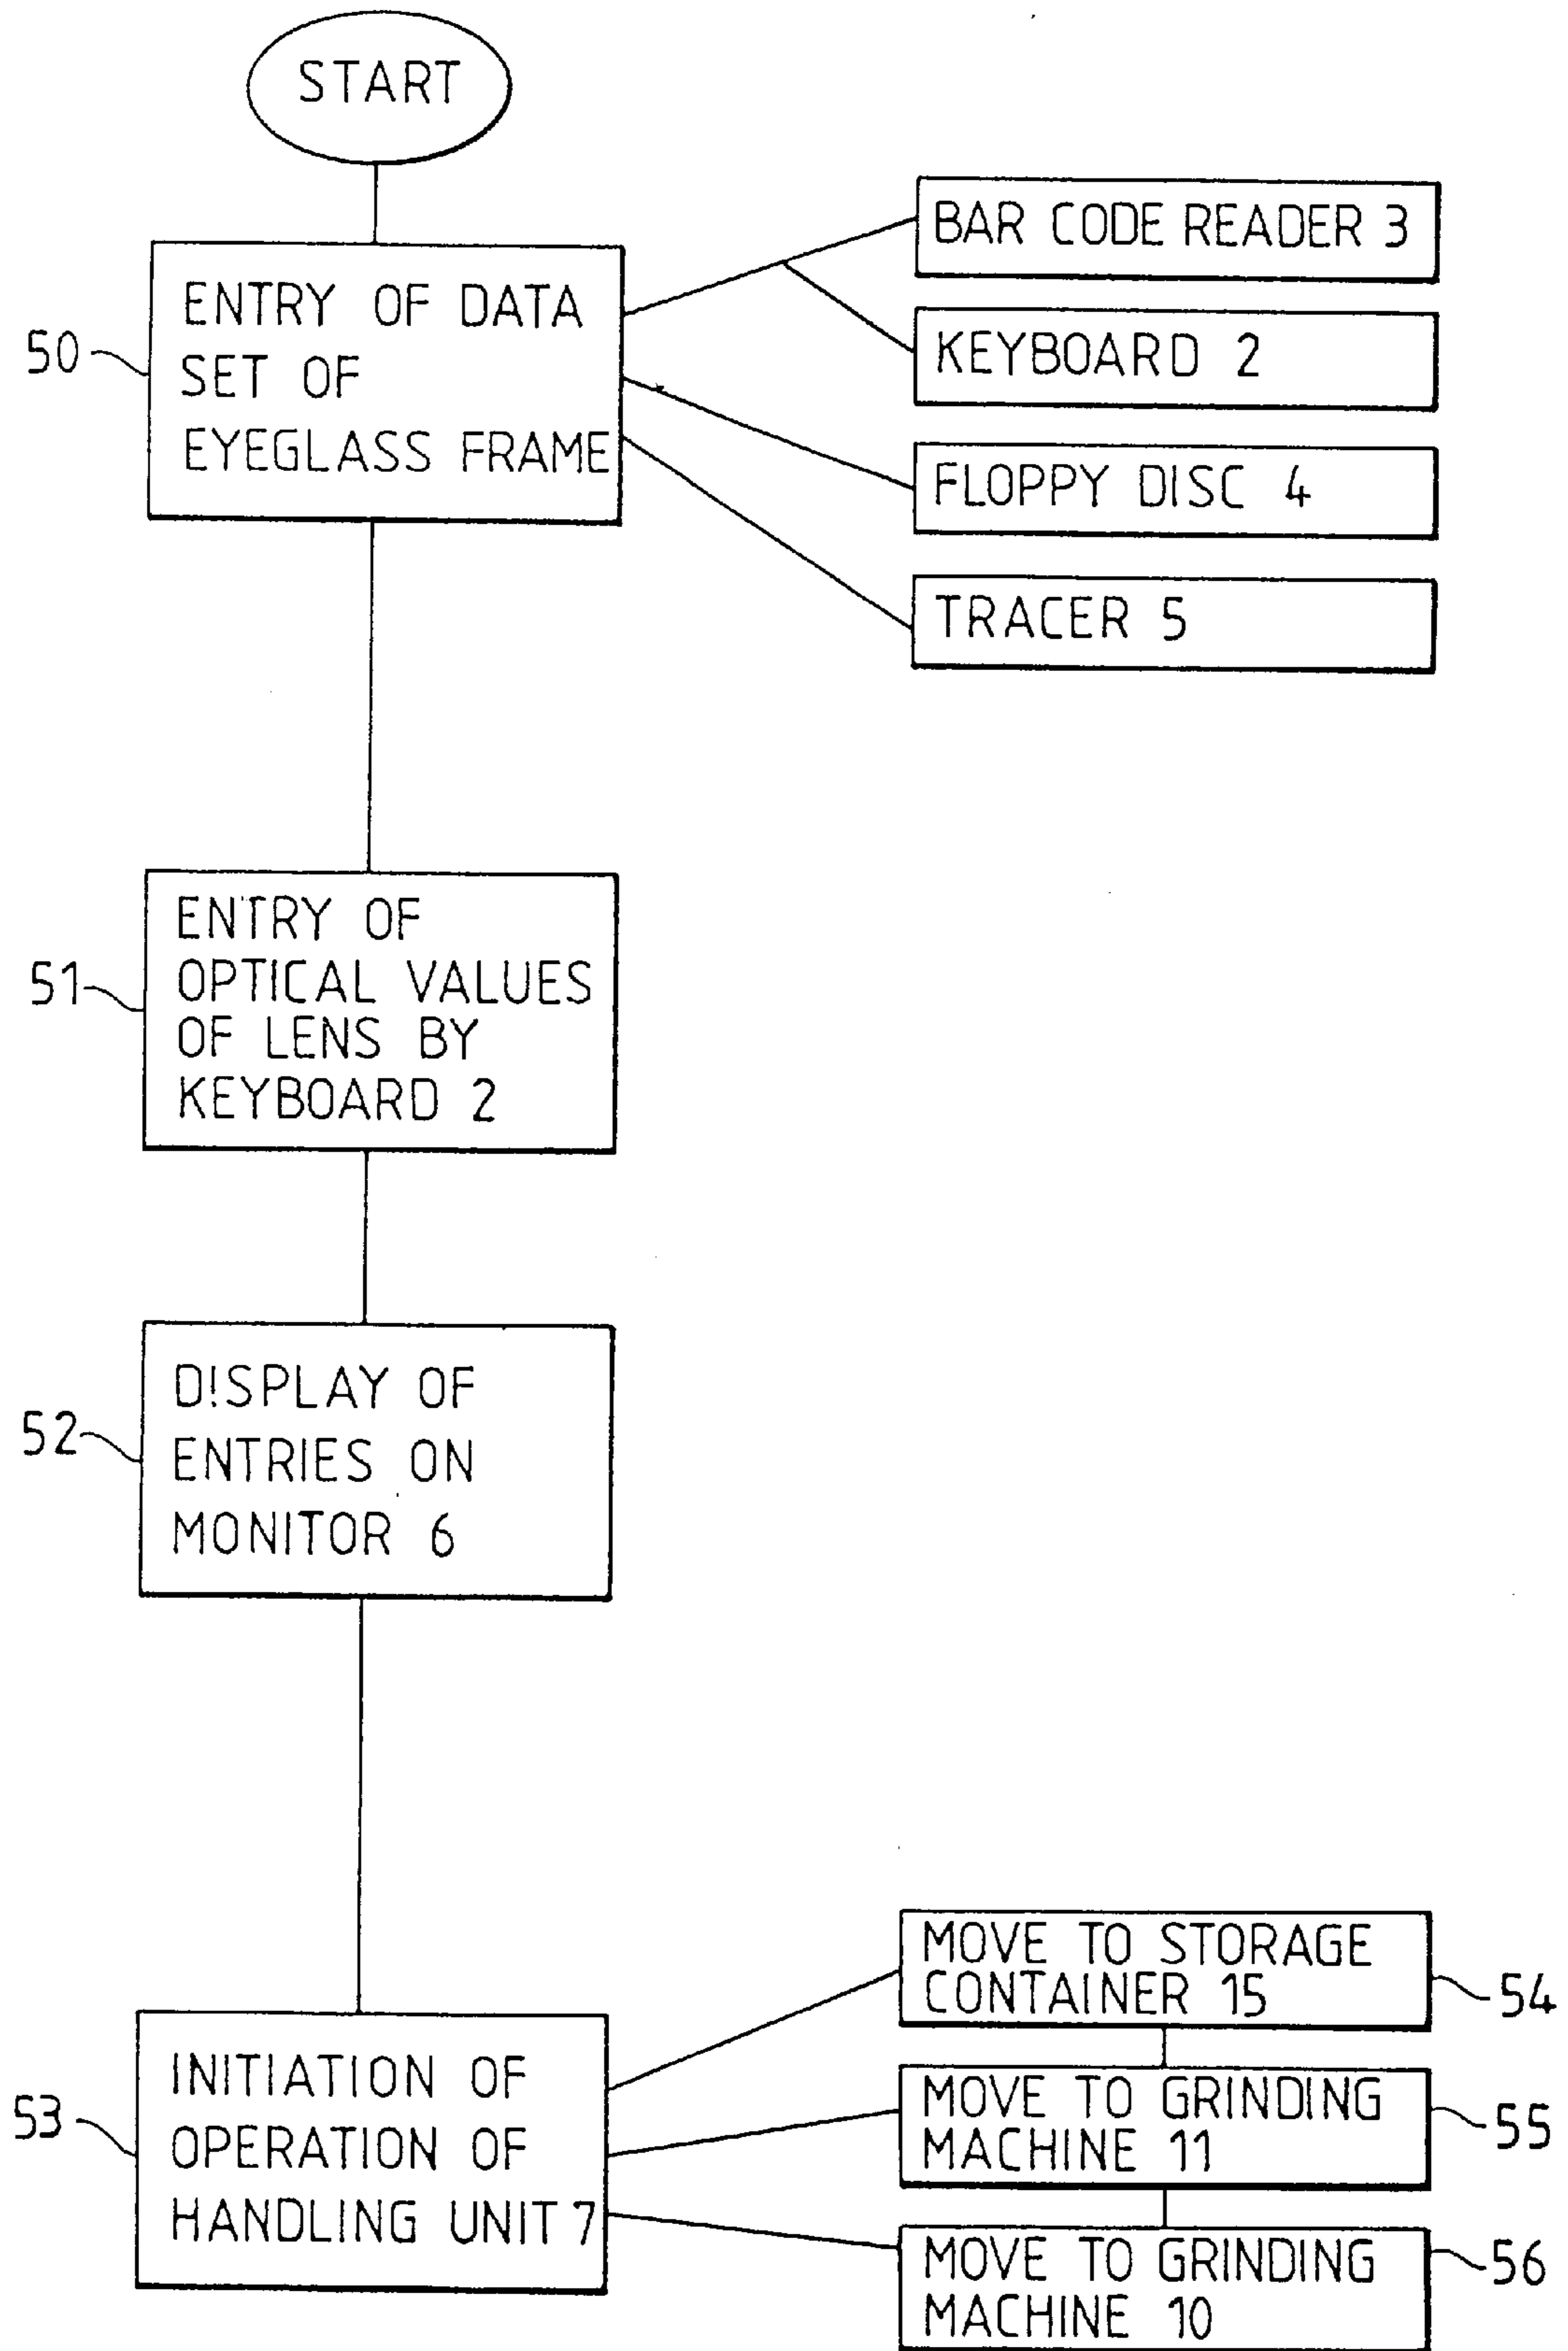 START
BAR CODE READER 3
50
ENTRY OF DATA
SET OF
EYEGLASS FRAME
KEYBOARD 2
FLOPPY DISC 4
TRACER 5
51
ENTRY OF
OPTICAL VALUES
OF LENS BY
KEYBOARD 2
52
DISPLAY OF
ENTRIES ON
MONITOR 6
53
INITIATION OF
OPERATION OF
HANDLING UNIT 7
MOVE TO STORAGE
CONTAINER 15
54
MOVE TO GRINDING
MACHINE 11
55
MOVE TO GRINDING
MACHINE 10
56